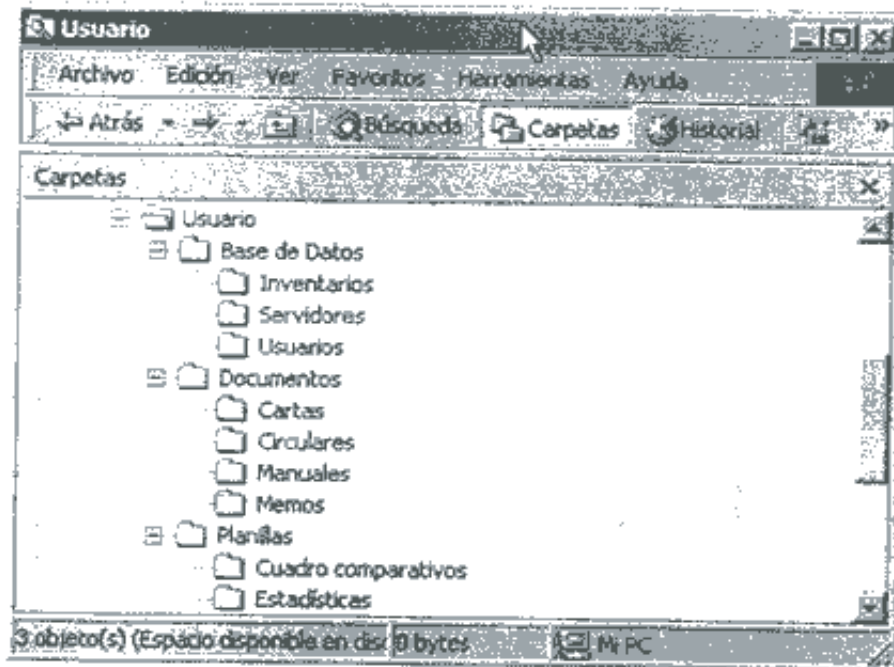 Usuario
Archivo Edición Ver Favoritos Herramientas Ayuda
Atrás Búsqueda Carpetas Historial »
Carpetas
Usuario
Base de Datos
Inventarios
Servidores
Usuarios
Documentos
Cartas
Circulares
Manuales
Memos
Planillas
Cuadro comparativos
Estadísticas
3 objeto(s) (Espacio disponible en disc 0 bytes Mi PC